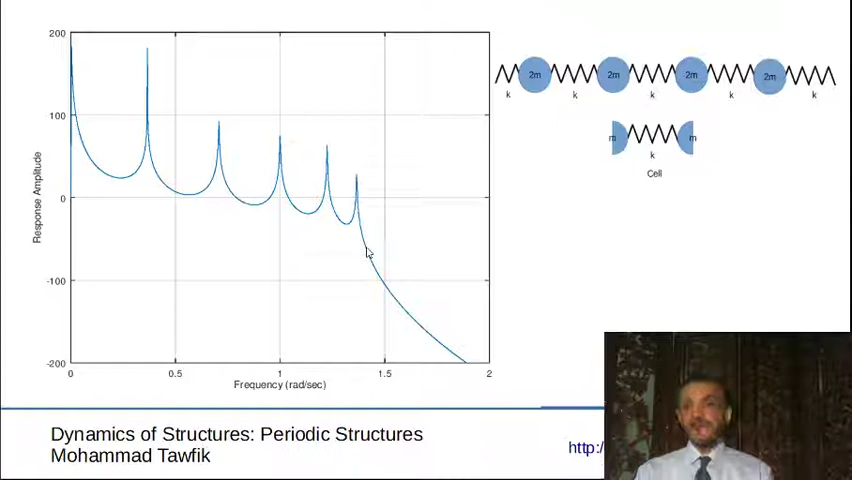 200
100
0
-100
-200
Response Amplitude
0
0.5
1
1.5
2
Frequency (rad/sec)
2m
2m
2m
2m
k
k
k
k
k
m
m
k
Cell
Dynamics of Structures: Periodic Structures
Mohammad Tawfik
http:/